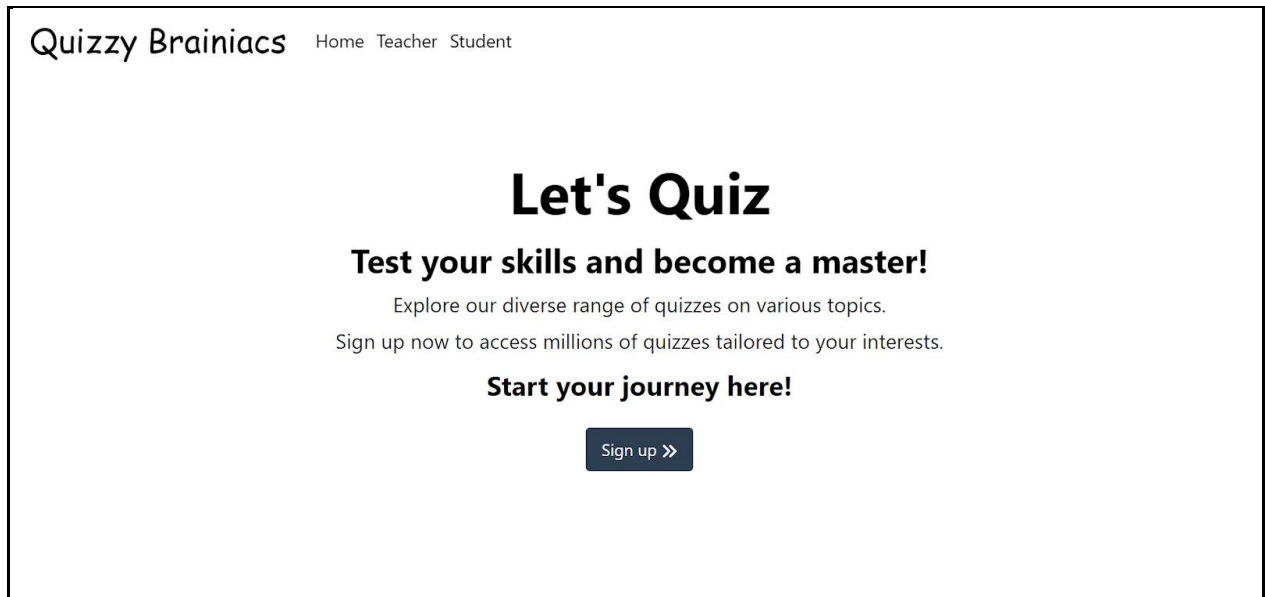 Quizzy Brainiacs Home Teacher Student
Let's Quiz
Test your skills and become a master!
Explore our diverse range of quizzes on various topics.
Sign up now to access millions of quizzes tailored to your interests.
Start your journey here!
Sign up »